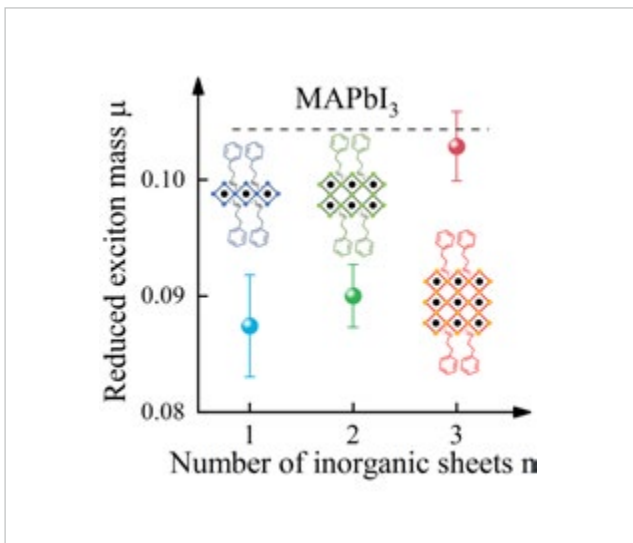 MAPbI₃
Reduced exciton mass μ
0.10
0.09
0.08
1 2 3
Number of inorganic sheets n